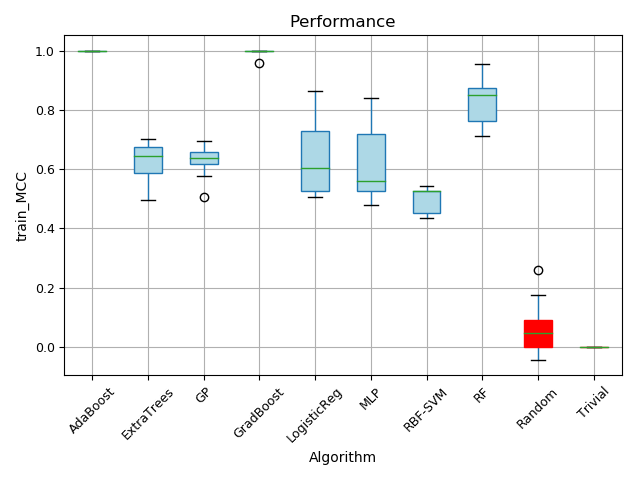 Performance
1.0
0.8
0.6
0.4
0.2
0.0
train_MCC
AdaBoost
ExtraTrees
GP
GradBoost
LogisticReg
MLP
RBF-SVM
RF
Random
Trivial
Algorithm